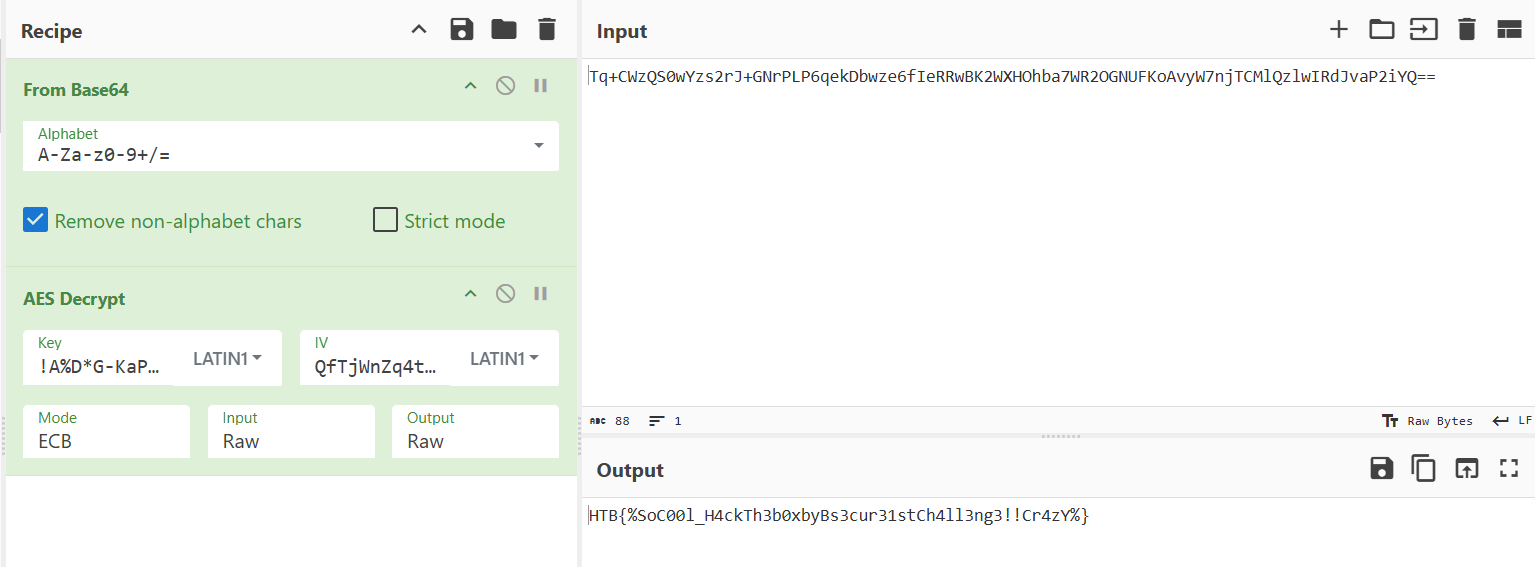 Recipe
From Base64
Alphabet
A-Za-z0-9+/=
Remove non-alphabet chars
Strict mode
AES Decrypt
Key
!A%D*G-KaP…
LATIN1
IV
QfTjWnZq4t…
LATIN1
Mode
ECB
Input
Raw
Output
Raw
Input
Tq+CWzQS0wYzs2rJ+GNrPLP6qekDbwze6fIeRRwBK2WXHOhba7WR2OGNUFKoAvyW7njTCMlQzlwIRdJvaP2iYQ==
ABC 88
1
Raw Bytes
LF
Output
HTB{%SoC00l_H4ckTh3b0xbyBs3cur31stCh4ll3ng3!!Cr4zY%}